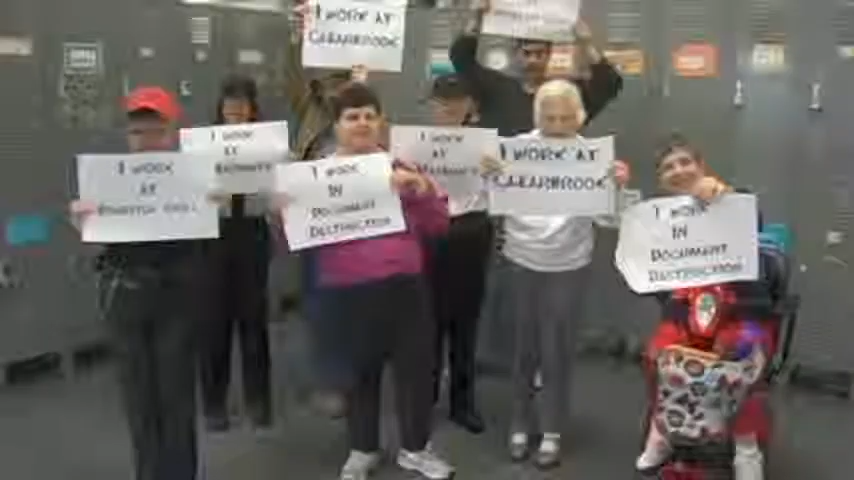 I WORK AT
CLEARBROOK
I WORK
AT
I WORK
AT
I WORK
IN
DOCUMENT
DESTRUCTION
I WORK
AT
I WORK AT
CLEARBROOK
I WORK
IN
DOCUMENT
DESTRUCTION